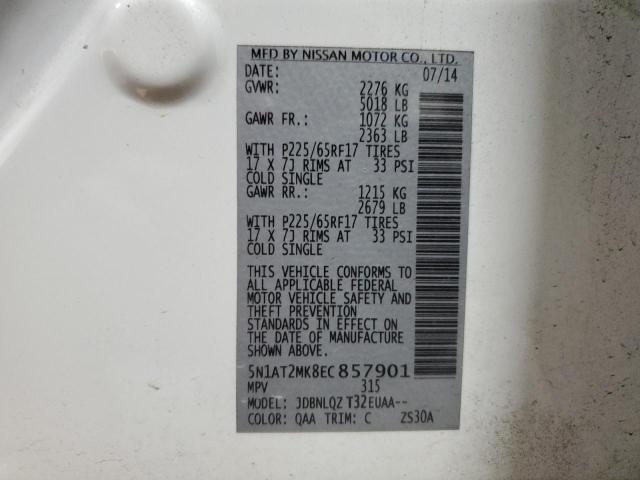 MFD BY NISSAN MOTOR CO., LTD.
DATE: 07/14
GVWR: 2276 KG
5018 LB
GAWR FR.: 1072 KG
2363 LB
WITH P225/65RF17 TIRES
17 X 7J RIMS AT 33 PSI
COLD SINGLE
GAWR RR.: 1215 KG
2679 LB
WITH P225/65RF17 TIRES
17 X 7J RIMS AT 33 PSI
COLD SINGLE
THIS VEHICLE CONFORMS TO
ALL APPLICABLE FEDERAL
MOTOR VEHICLE SAFETY AND
THEFT PREVENTION
STANDARDS IN EFFECT ON
THE DATE OF MANUFACTURE
SHOWN ABOVE.
5N1AT2MK8EC857901
MPV 315
MODEL: JDBNLQZ T32EUAA--
COLOR: QAA TRIM: C ZS30A